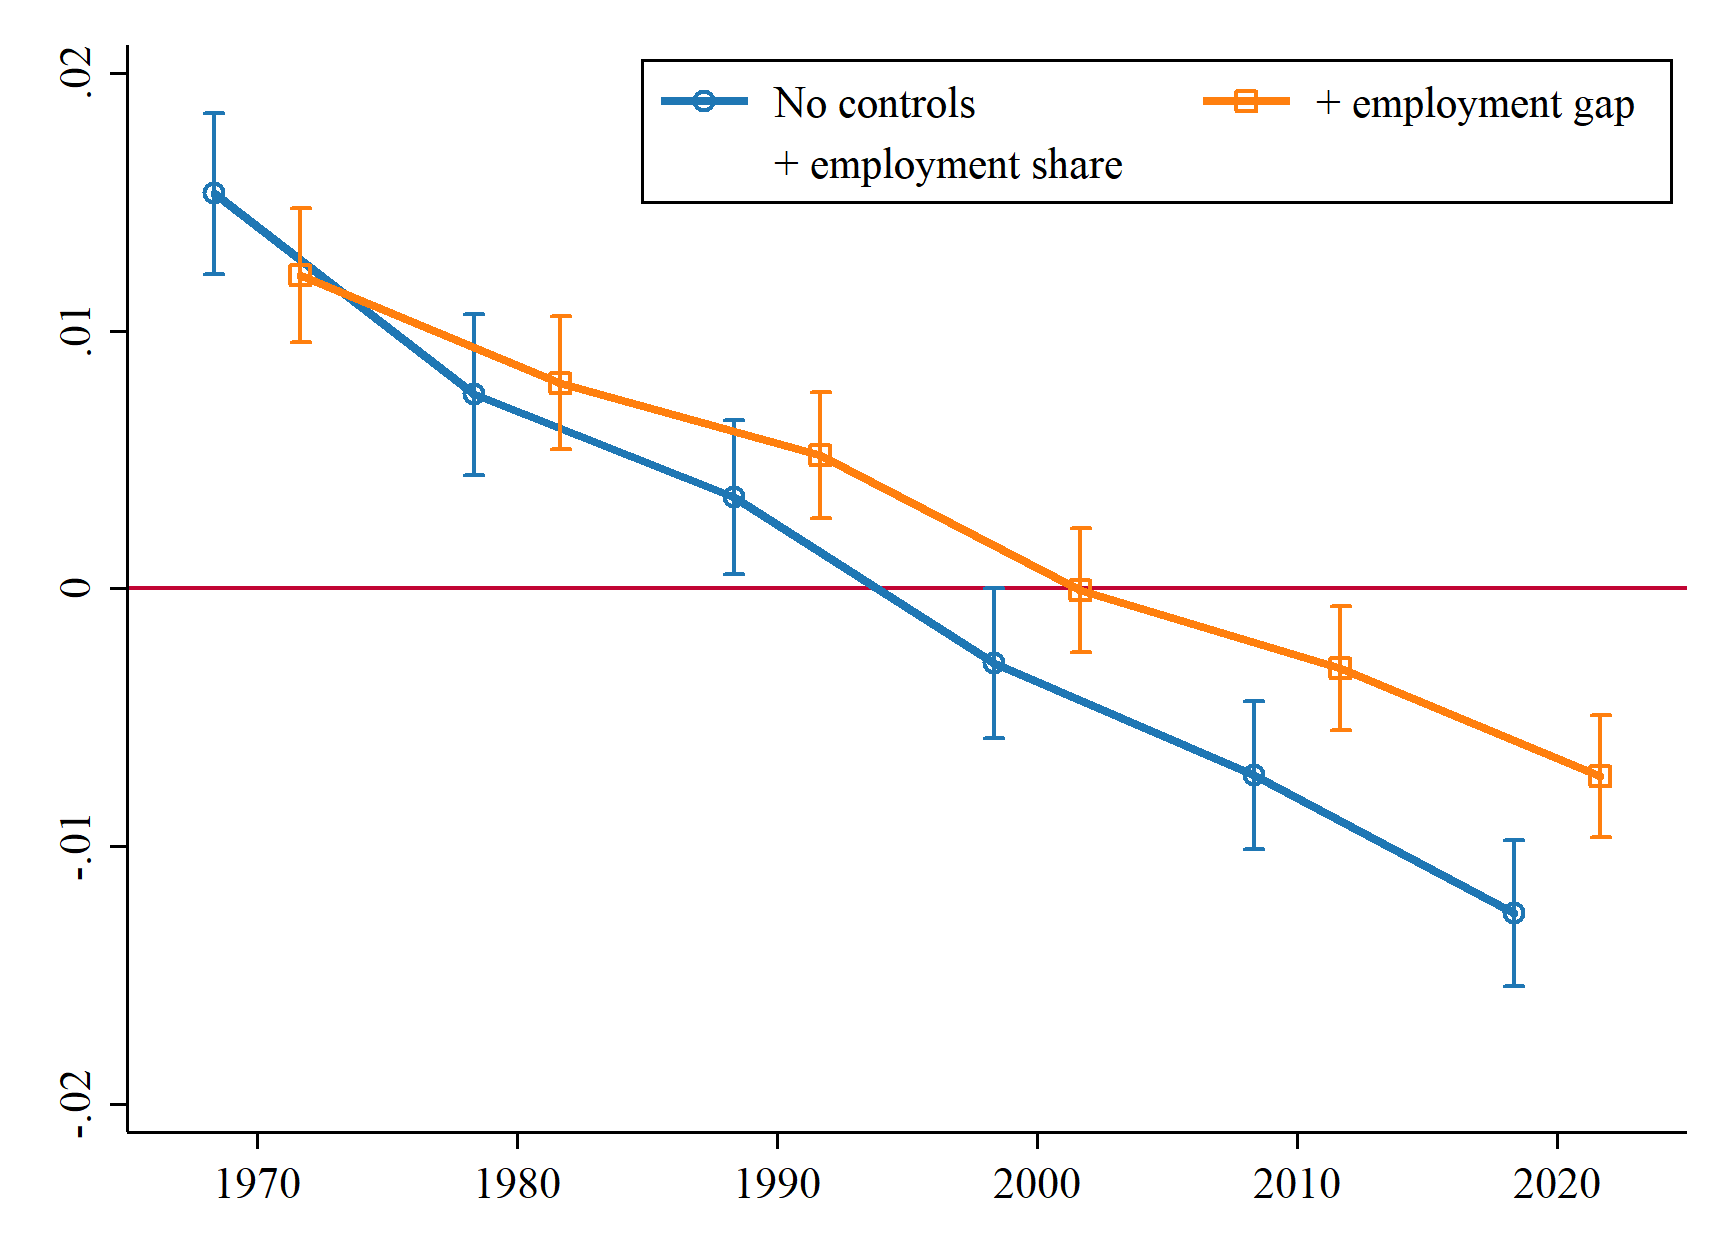 .02
.01
0
-.01
-.02
No controls
+ employment gap
+ employment share
1970 1980 1990 2000 2010 2020